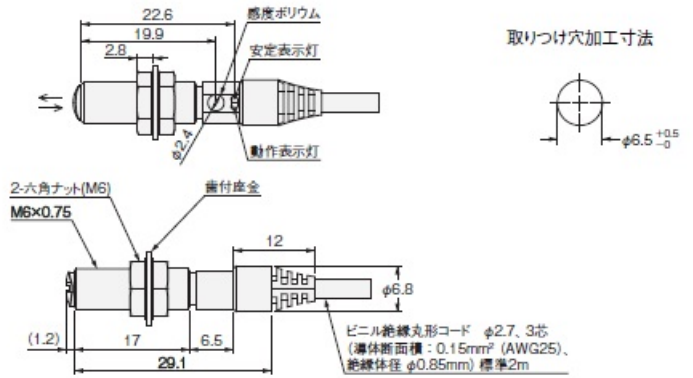 22.6
感度ボリウム
19.9
安定表示灯
2.8
取りつけ穴加工寸法
φ2.4
動作表示灯
φ6.5 +0.5 -0
2-六角ナット(M6)
歯付座金
M6×0.75
12
φ6.8
(1.2)
17
6.5
29.1
ビニル絶縁丸形コード φ2.7、3芯
(導体断面積:0.15mm² (AWG25)、
絶縁体径 φ0.85mm) 標準2m